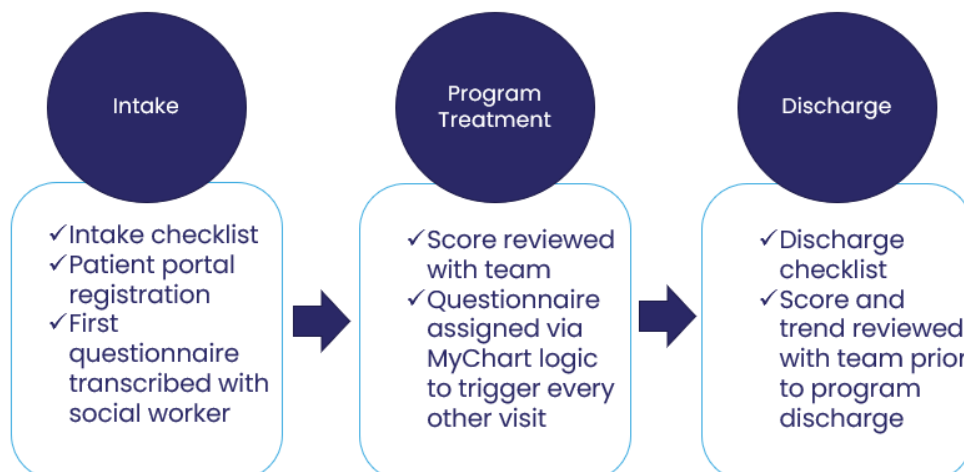 Intake
✓Intake checklist
✓Patient portal
registration
✓First
questionnaire
transcribed with
social worker
Program
Treatment
✓Score reviewed
with team
✓Questionnaire
assigned via
MyChart logic
to trigger every
other visit
Discharge
✓Discharge
checklist
✓Score and
trend reviewed
with team prior
to program
discharge